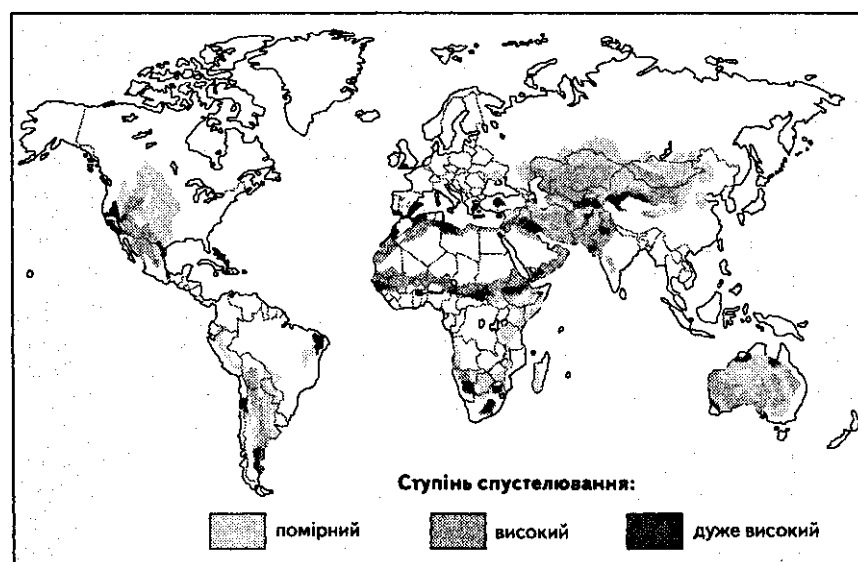 Ступінь спустелювання:
помірний
високий
дуже високий